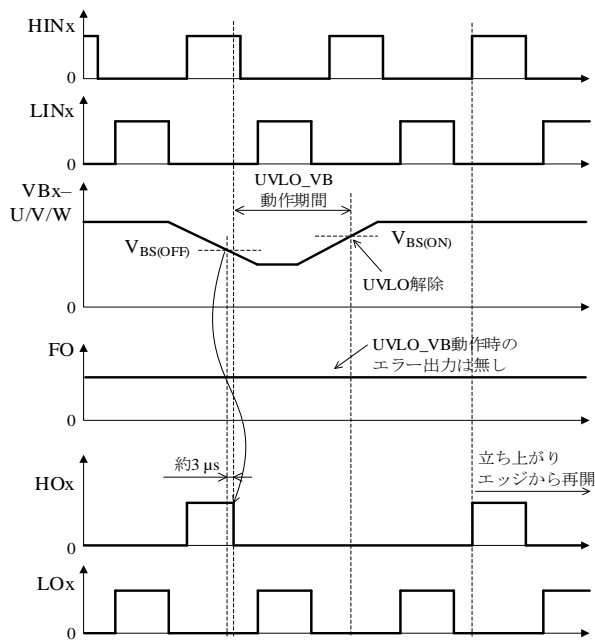 HINx
0
LINx
0
UVLO_VB
動作期間
VBx–
U/V/W
VBS(OFF)
VBS(ON)
UVLO解除
0
FO
UVLO_VB動作時の
エラー出力は無し
0
約3 µs
立ち上がり
エッジから再開
HOx
0
LOx
0